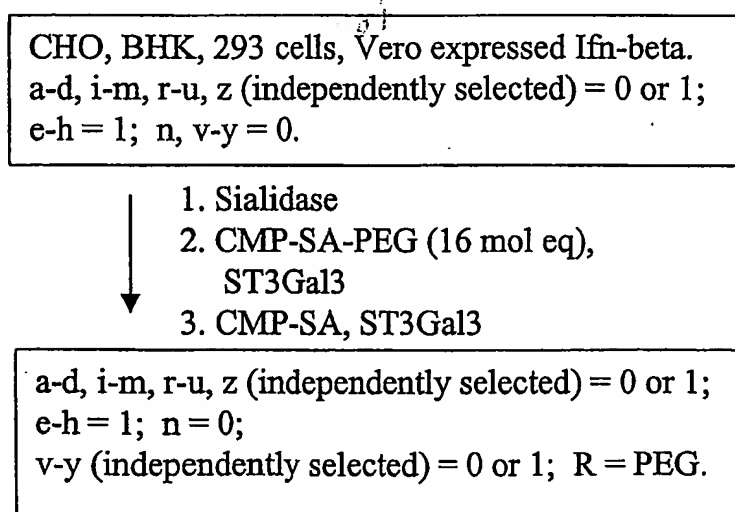 CHO, BHK, 293 cells, Vero expressed Ifn-beta.
a-d, i-m, r-u, z (independently selected) = 0 or 1;
e-h = 1; n, v-y = 0.
1. Sialidase
2. CMP-SA-PEG (16 mol eq),
ST3Gal3
3. CMP-SA, ST3Gal3
a-d, i-m, r-u, z (independently selected) = 0 or 1;
e-h = 1; n = 0;
v-y (independently selected) = 0 or 1; R = PEG.